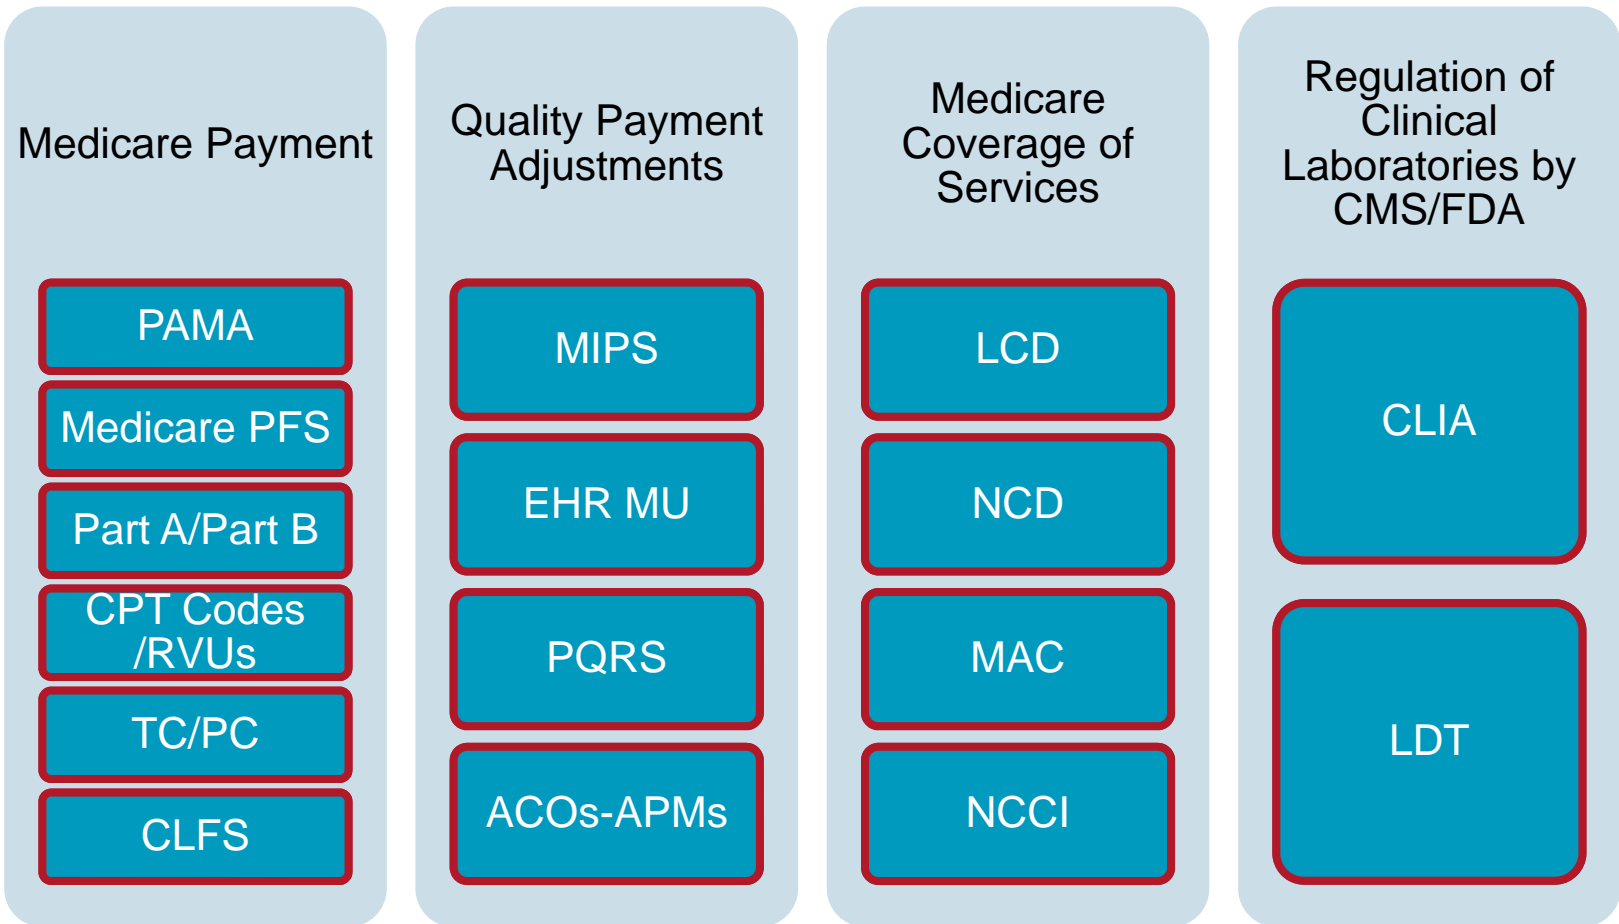 Medicare Payment
PAMA
Medicare PFS
Part A/Part B
CPT Codes
/RVUs
TC/PC
CLFS
Quality Payment
Adjustments
MIPS
EHR MU
PQRS
ACOs-APMs
Medicare
Coverage of
Services
LCD
NCD
MAC
NCCI
Regulation of
Clinical
Laboratories by
CMS/FDA
CLIA
LDT